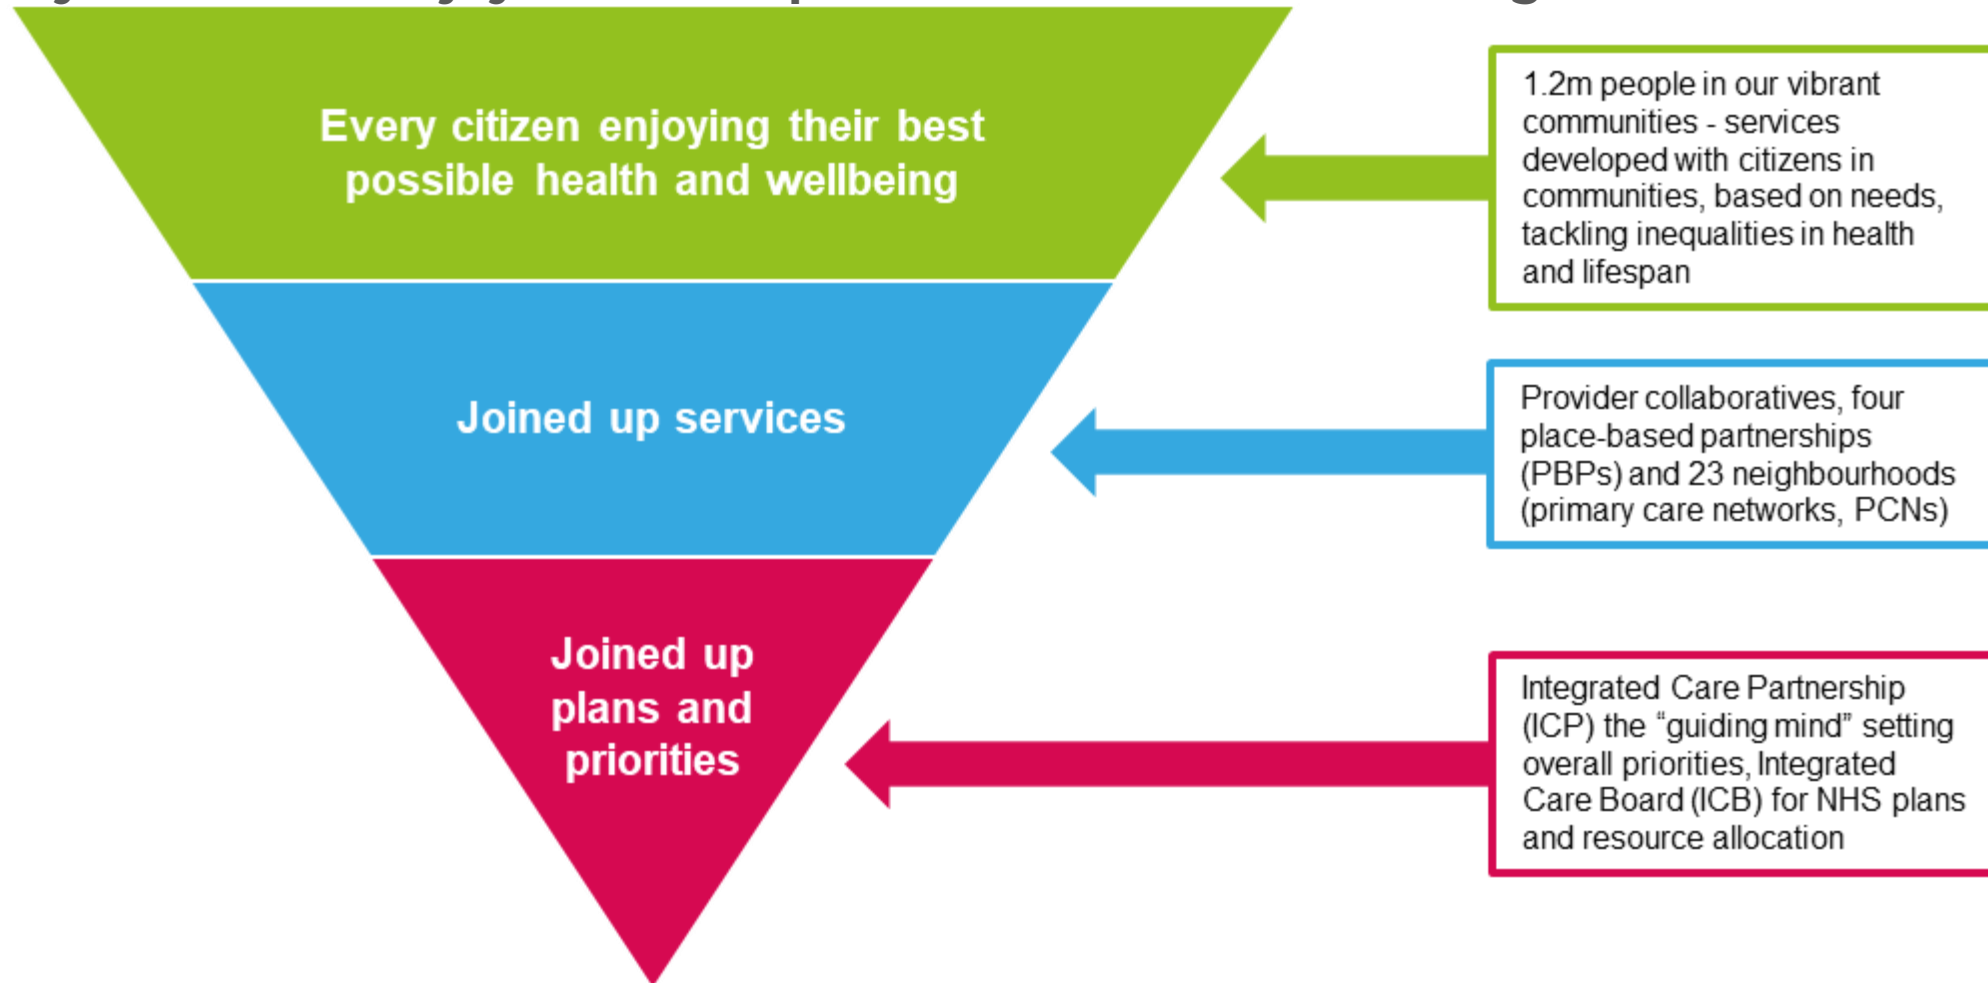 Every citizen enjoying their best
possible health and wellbeing
1.2m people in our vibrant
communities - services
developed with citizens in
communities, based on needs,
tackling inequalities in health
and lifespan
Joined up services
Provider collaboratives, four
place-based partnerships
(PBPs) and 23 neighbourhoods
(primary care networks, PCNs)
Joined up
plans and
priorities
Integrated Care Partnership
(ICP) the “guiding mind” setting
overall priorities, Integrated
Care Board (ICB) for NHS plans
and resource allocation